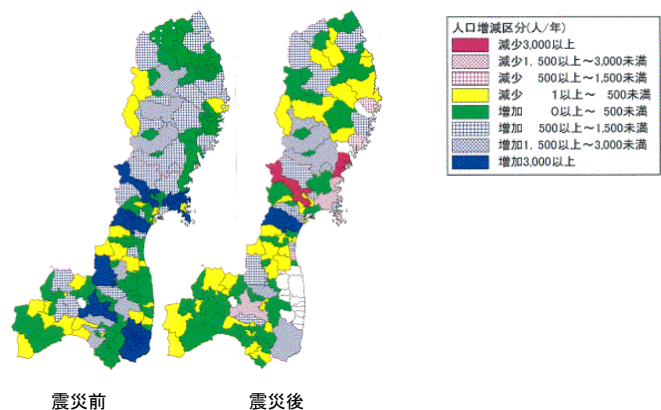 人口増減区分(人/年)
減少3,000以上
減少1,500以上～3,000未満
減少 500以上～1,500未満
減少 1以上～ 500未満
増加 0以上～ 500未満
増加 500以上～1,500未満
増加1,500以上～3,000未満
増加3,000以上
震災前
震災後